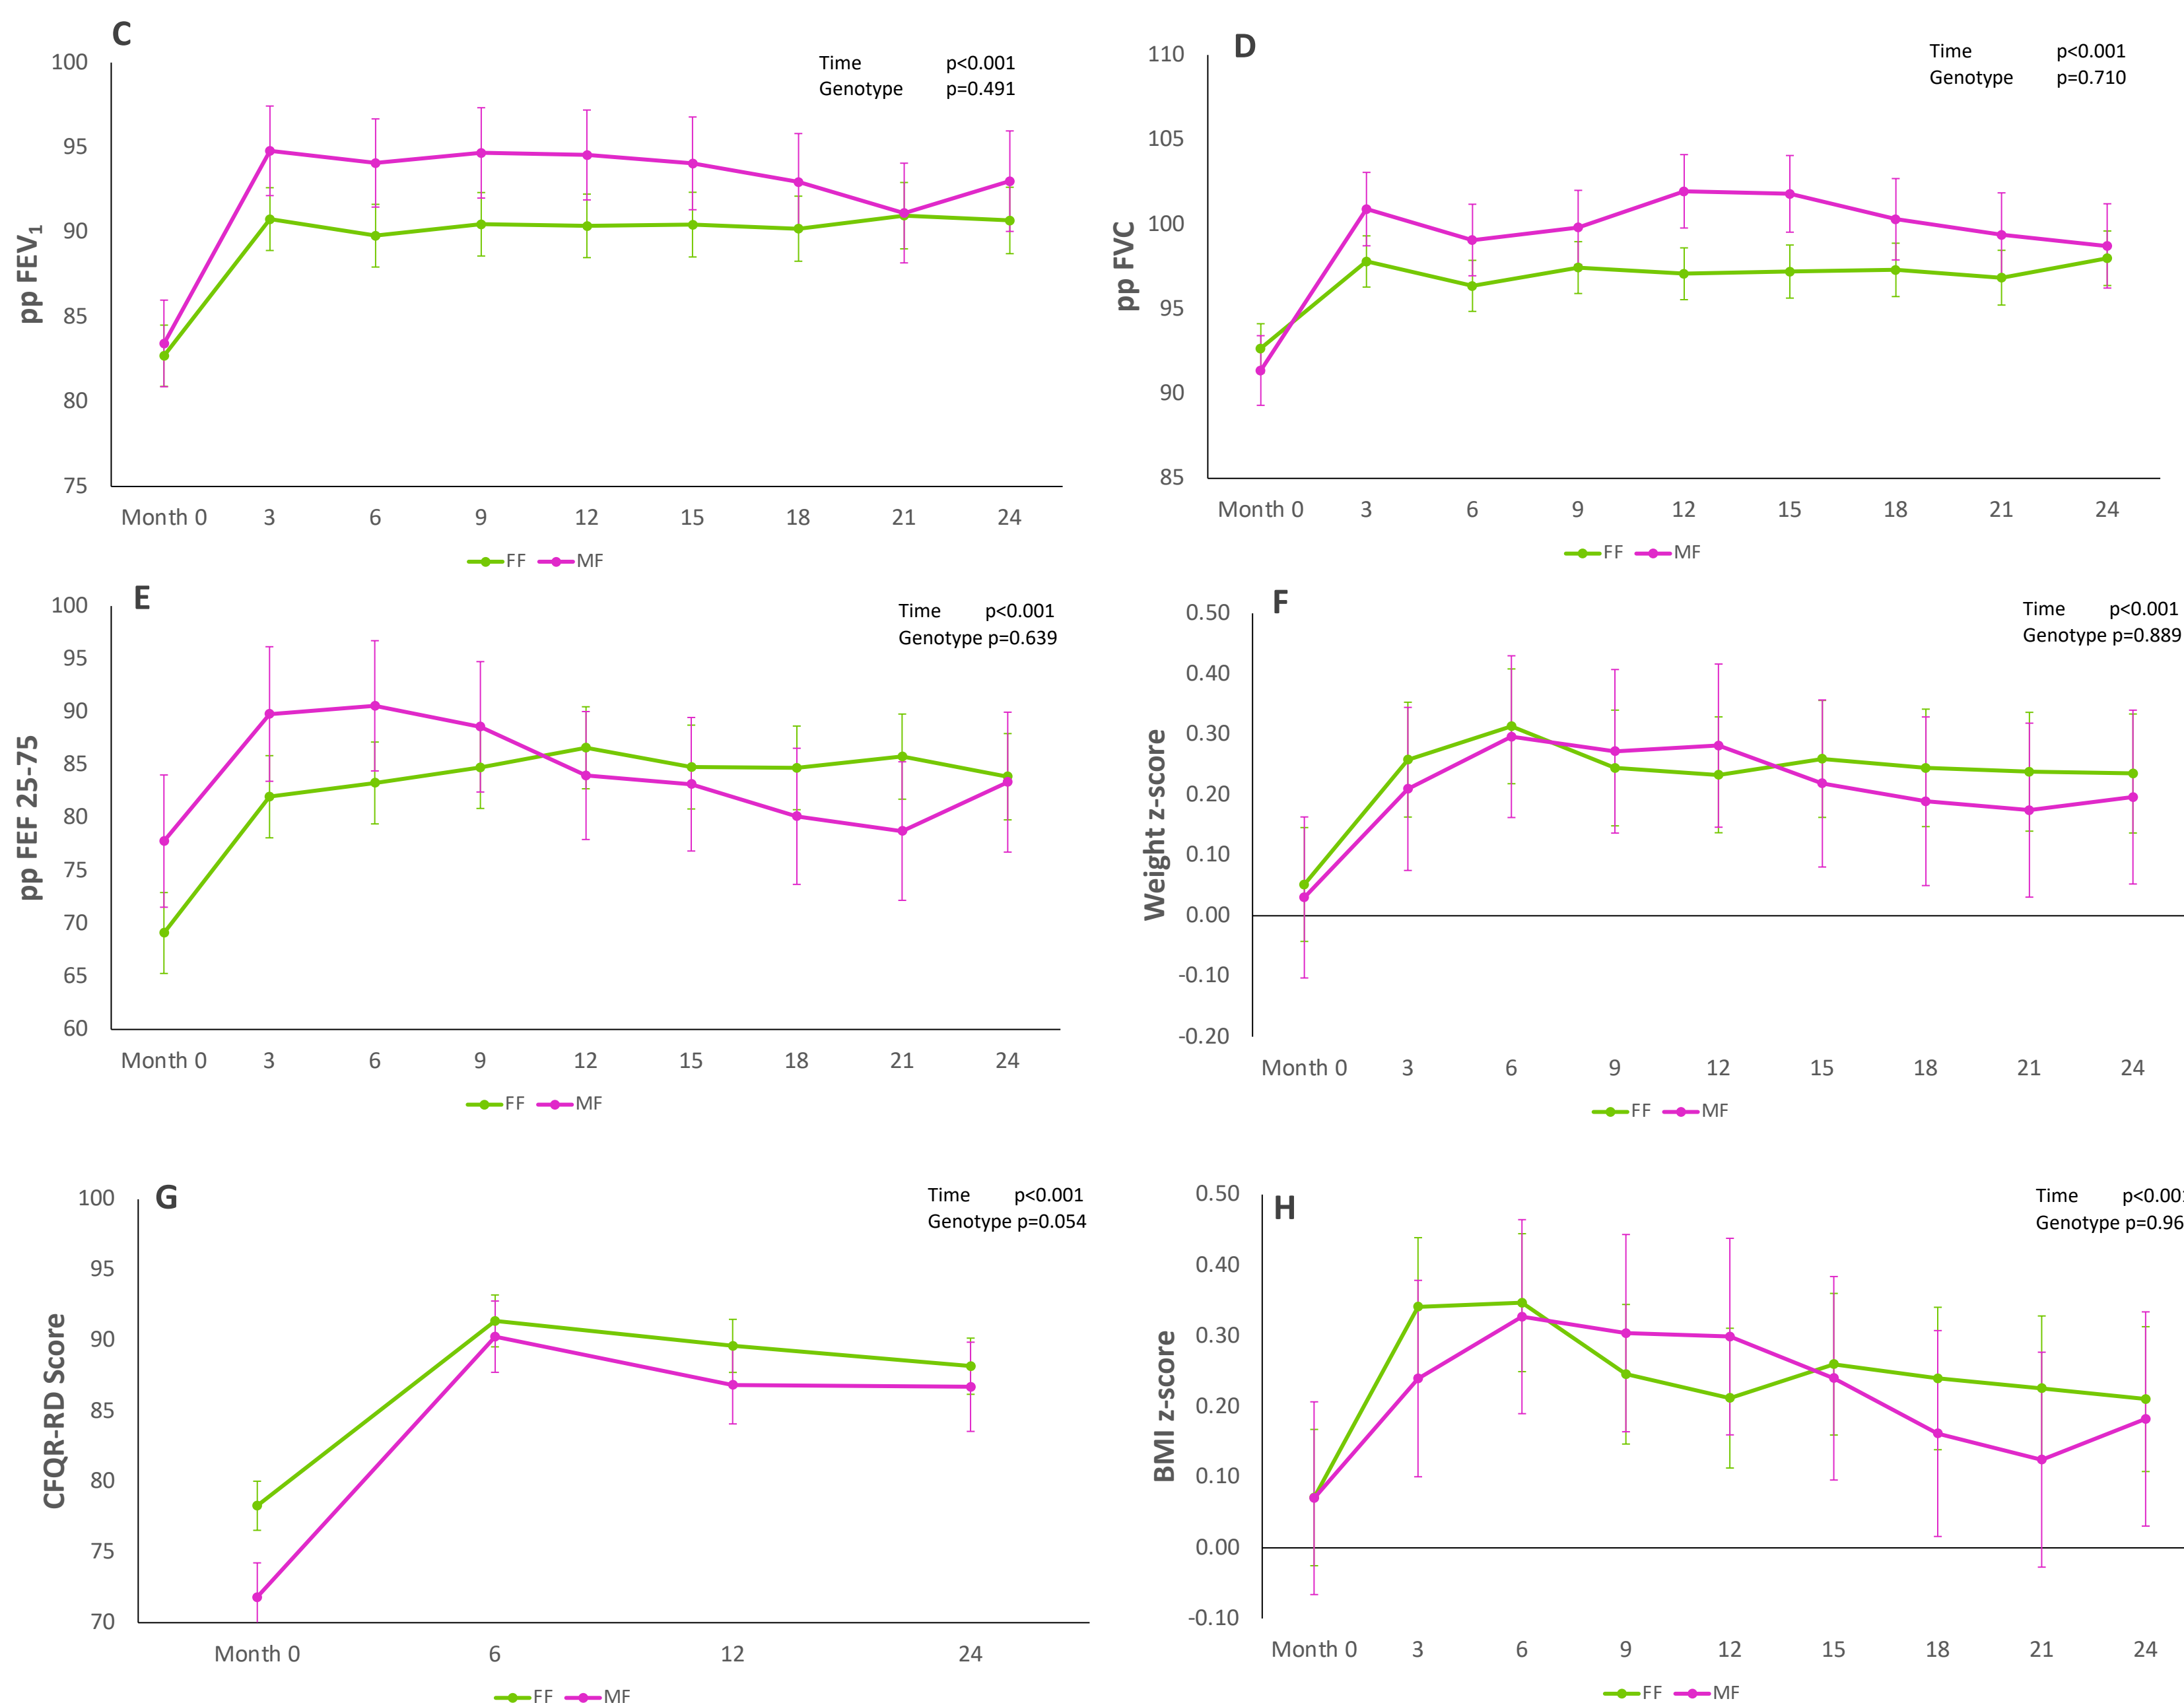 C
Time p<0.001
Genotype p=0.491
pp FEV1
100
95
90
85
80
75
Month 0 3 6 9 12 15 18 21 24
FF MF
D
Time p<0.001
Genotype p=0.710
pp FVC
110
105
100
95
90
85
Month 0 3 6 9 12 15 18 21 24
FF MF
E
Time p<0.001
Genotype p=0.639
pp FEF 25-75
100
95
90
85
80
75
70
65
60
Month 0 3 6 9 12 15 18 21 24
FF MF
F
Time p<0.001
Genotype p=0.889
Weight z-score
0.50
0.40
0.30
0.20
0.10
0.00
-0.10
-0.20
Month 0 3 6 9 12 15 18 21 24
FF MF
G
Time p<0.001
Genotype p=0.054
CFQR-RD Score
100
95
90
85
80
75
70
Month 0 6 12 24
FF MF
H
Time
Genotype
BMI z-score
0.50
0.40
0.30
0.20
0.10
0.00
-0.10
Month 0 3 6 9 12 15 18 21 24
FF MF